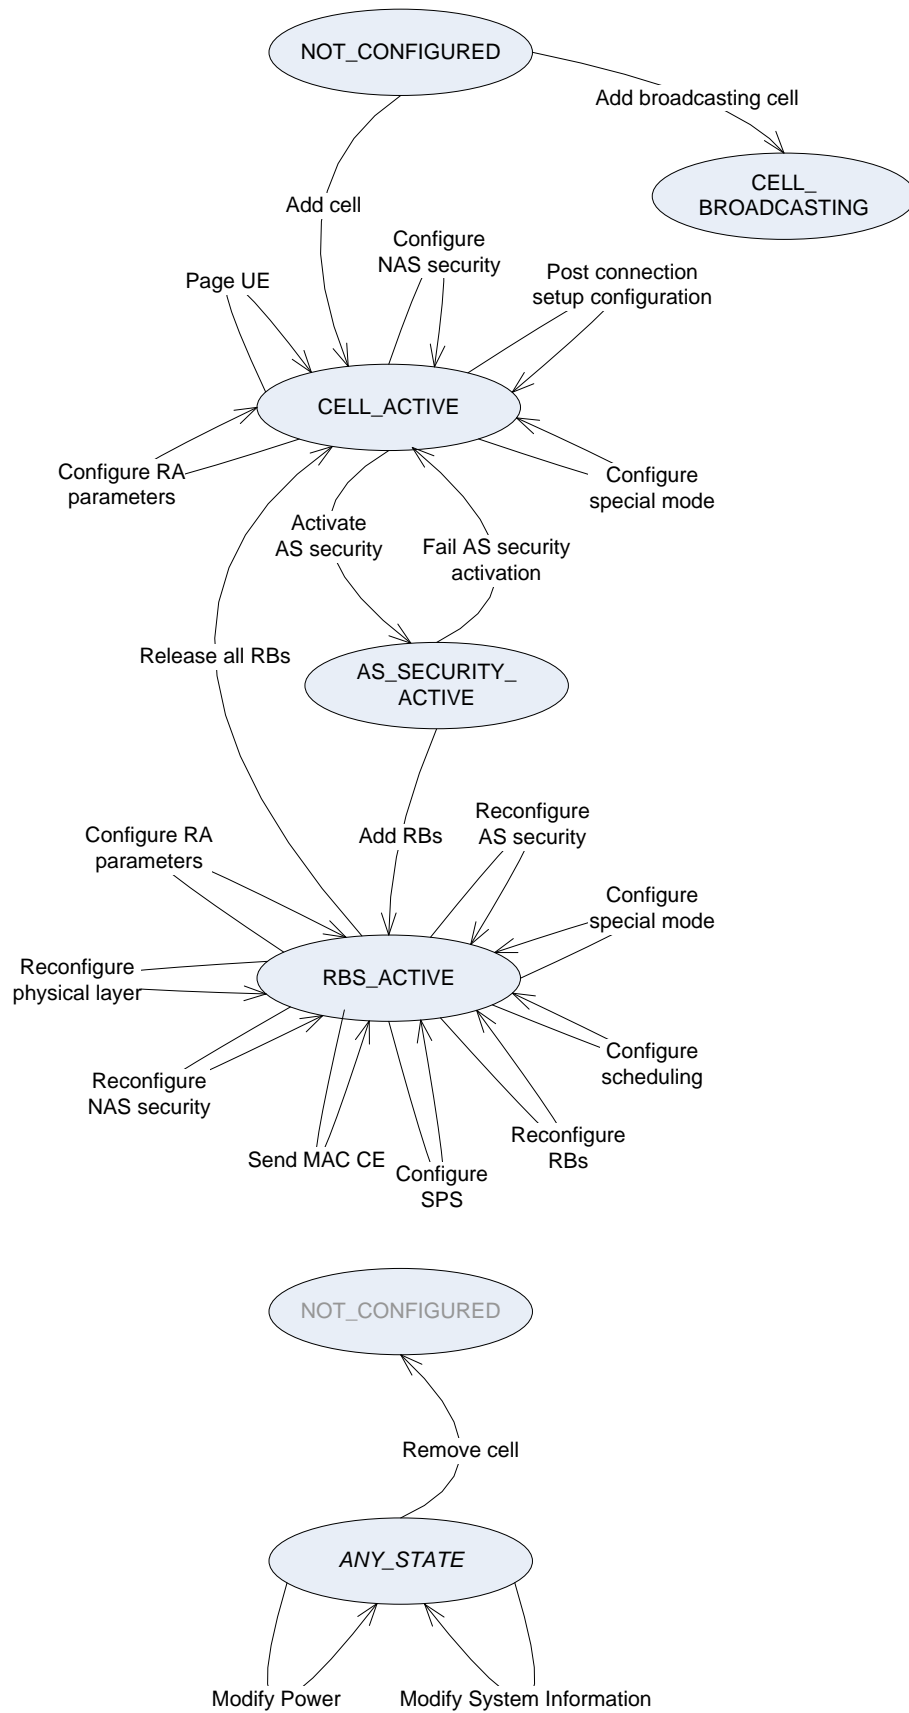 NOT_CONFIGURED
Add broadcasting cell
CELL_
BROADCASTING
Add cell
Configure
NAS security
Page UE
Post connection
setup configuration
CELL_ACTIVE
Configure RA
parameters
Configure
special mode
Activate
AS security
Fail AS security
activation
Release all RBs
AS_SECURITY_
ACTIVE
Configure RA
parameters
Add RBs
Reconfigure
AS security
Configure
special mode
Reconfigure
physical layer
RBS_ACTIVE
Reconfigure
NAS security
Configure
scheduling
Send MAC CE
Configure
SPS
Reconfigure
RBs
NOT_CONFIGURED
Remove cell
ANY_STATE
Modify Power
Modify System Information